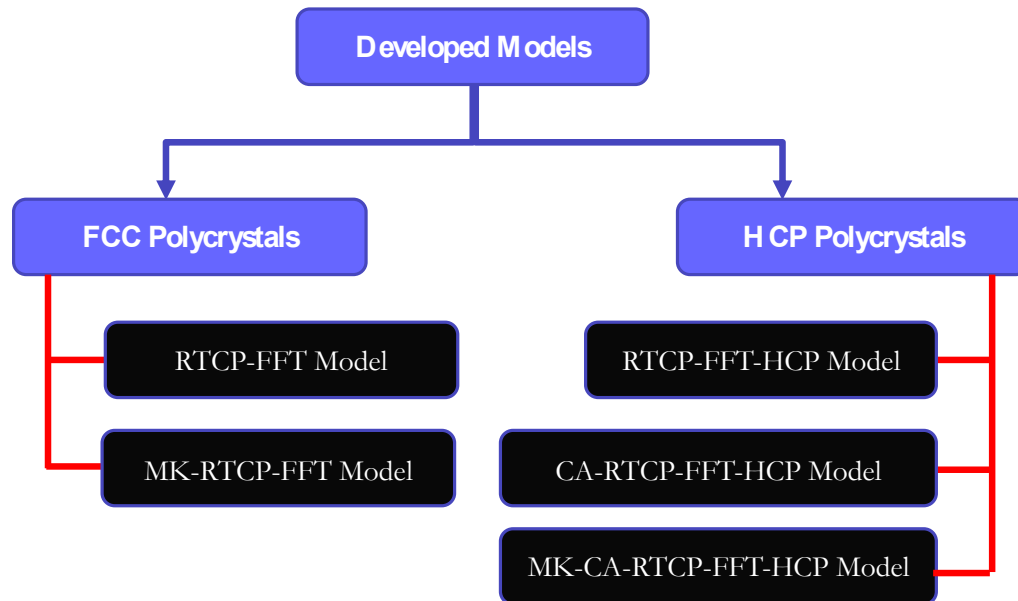 Developed Models
FCC Polycrystals
HCP Polycrystals
RTCP-FFT Model
RTCP-FFT-HCP Model
MK-RTCP-FFT Model
CA-RTCP-FFT-HCP Model
MK-CA-RTCP-FFT-HCP Model